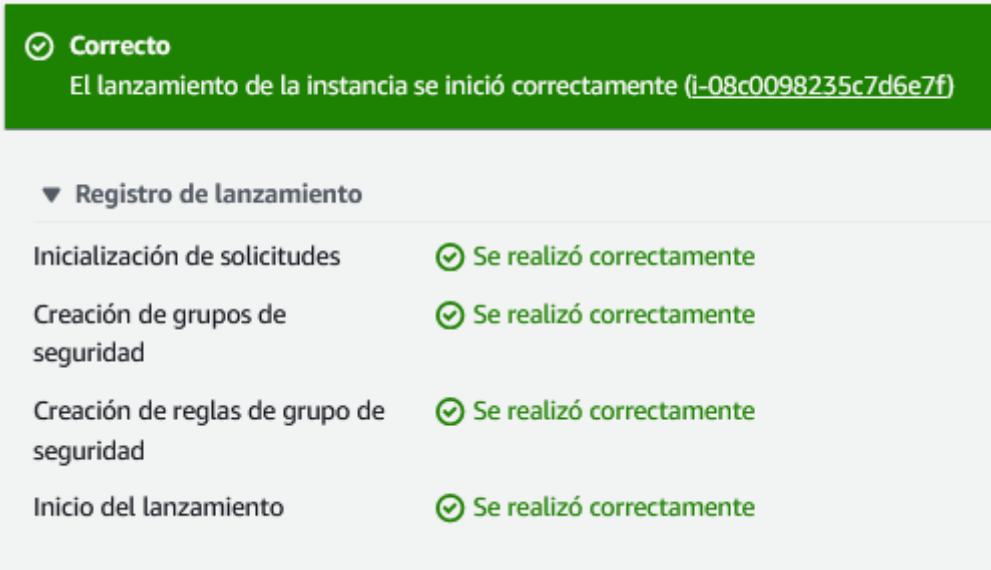 Correcto
El lanzamiento de la instancia se inició correctamente (i-08c0098235c7d6e7f)
Registro de lanzamiento
Inicialización de solicitudes Se realizó correctamente
Creación de grupos de Se realizó correctamente
seguridad
Creación de reglas de grupo de Se realizó correctamente
seguridad
Inicio del lanzamiento Se realizó correctamente